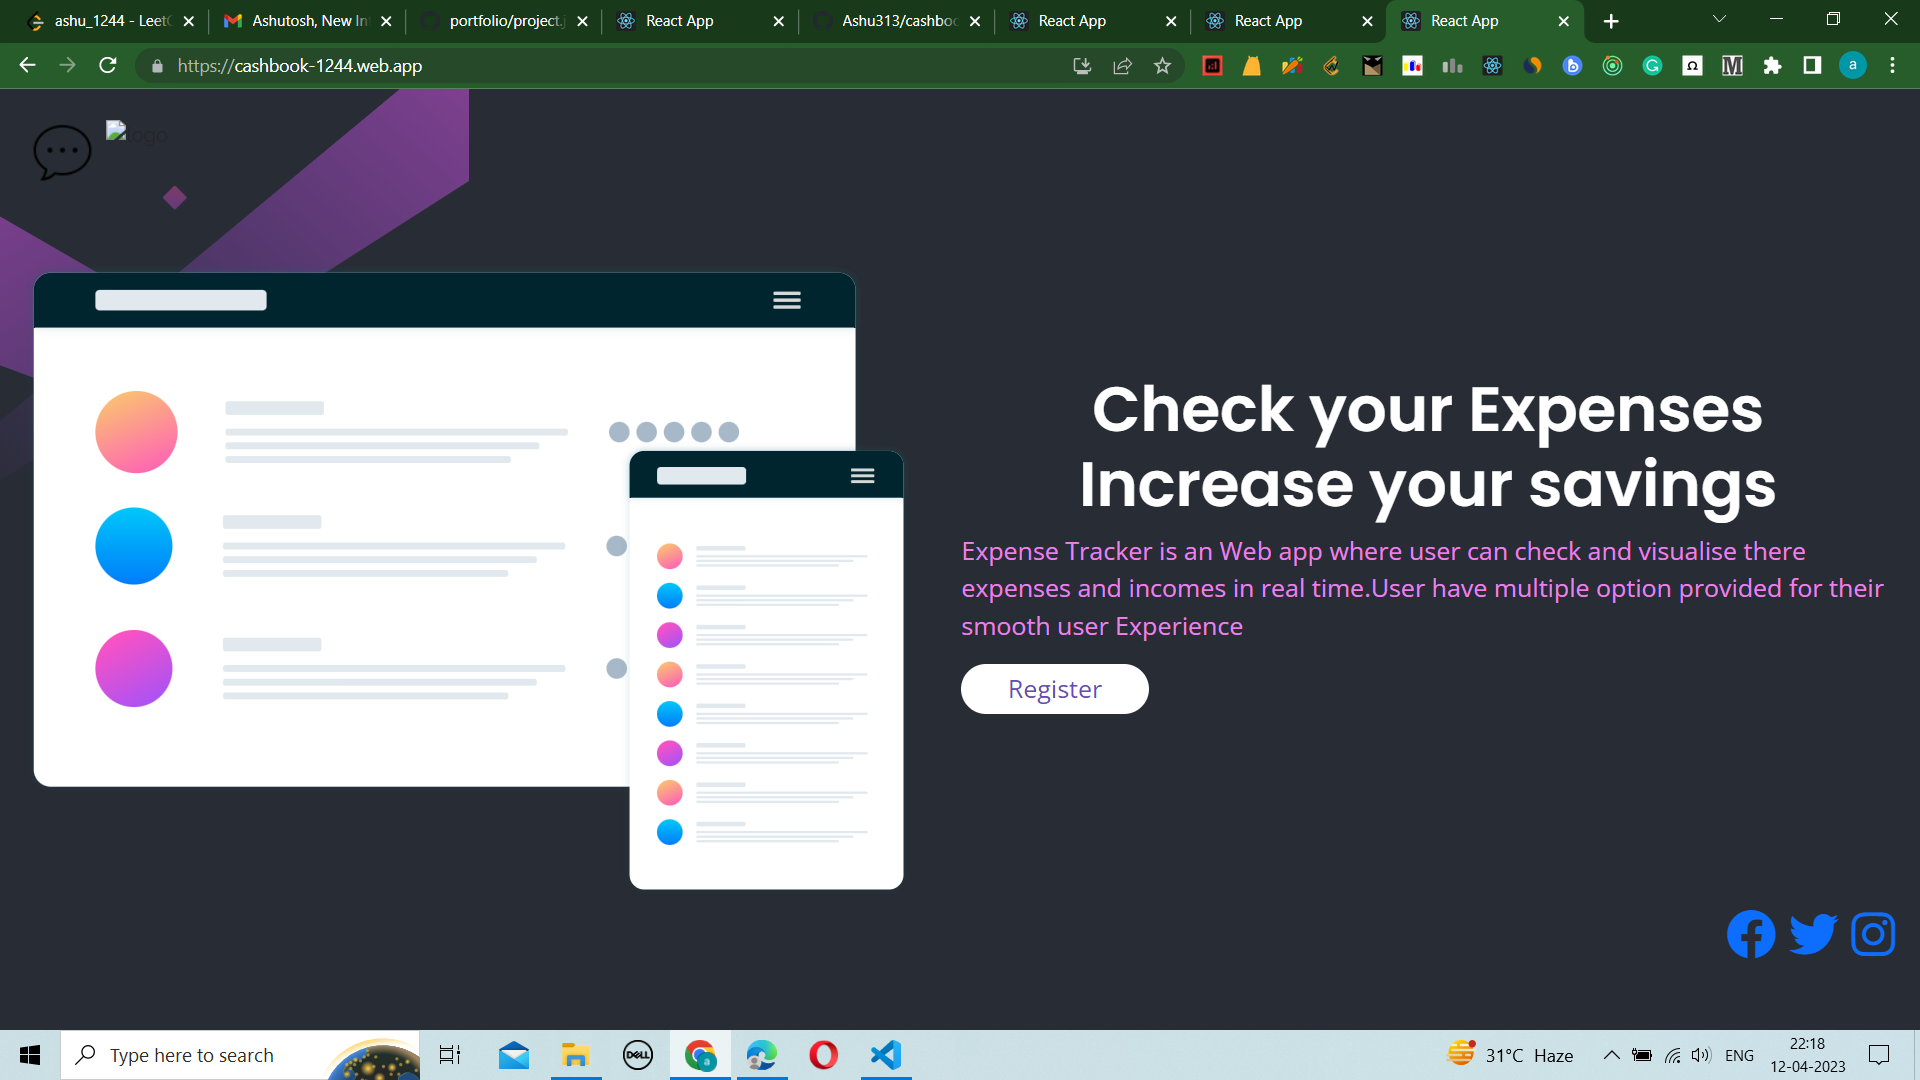 ashu_1244 - Leet
Ashutosh, New In
portfolio/project.j
React App
Ashu313/cashboo
React App
React App
React App
https://cashbook-1244.web.app
a
logo
Check your Expenses
Increase your savings
Expense Tracker is an Web app where user can check and visualise there
expenses and incomes in real time.User have multiple option provided for their
smooth user Experience
Register
Type here to search
DELL
a
31°C Haze
ENG
22:18
12-04-2023